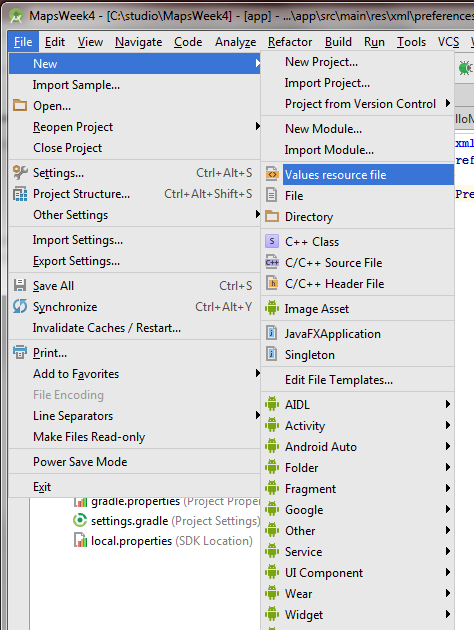 MapsWeek4 - [C:\studio\MapsWeek4] - [app] - ...\app\src\main\res\xml\preferences
File Edit View Navigate Code Analyze Refactor Build Run Tools VCS
New
Import Sample...
Open...
Reopen Project
Close Project
Settings... Ctrl+Alt+S
Project Structure... Ctrl+Alt+Shift+S
Other Settings
Import Settings...
Export Settings...
Save All Ctrl+S
Synchronize Ctrl+Alt+Y
Invalidate Caches / Restart...
Print...
Add to Favorites
File Encoding
Line Separators
Make Files Read-only
Power Save Mode
Exit
New Project...
Import Project...
Project from Version Control
New Module...
Import Module...
Values resource file
File
Directory
C++ Class
C/C++ Source File
C/C++ Header File
Image Asset
JavaFXApplication
Singleton
Edit File Templates...
AIDL
Activity
Android Auto
Folder
Fragment
Google
Other
Service
UI Component
Wear
Widget
gradle.properties (Project Proper
settings.gradle (Project Settings)
local.properties (SDK Location)
lloM
xml
ref
Pre